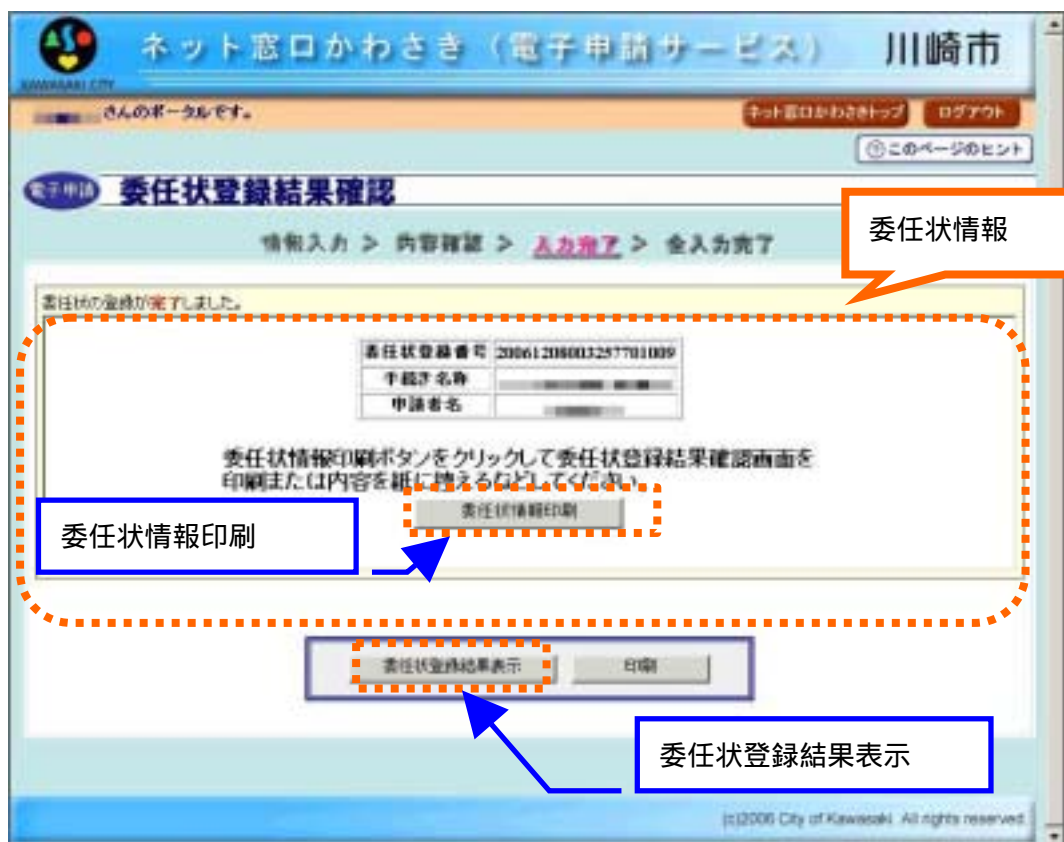 ネット窓口かわさき（電子申請サービス） 川崎市
KAWASAKI CITY
さんのポータルです。 ネット窓口かわさきトップ ログアウト
?このページのヒント
電子申請 委任状登録結果確認
委任状情報
情報入力 > 内容確認 > 入力完了 > 全入力完了
委任状の登録が完了しました。
委任状登録番号 20061208003257701009
手続き名称
申請者名
委任状情報印刷ボタンをクリックして委任状登録結果確認画面を
印刷または内容を紙に控えるなどしてください。
委任状情報印刷
委任状情報印刷
委任状登録結果表示 印刷
委任状登録結果表示
(c)2006 City of Kawasaki. All rights reserved.